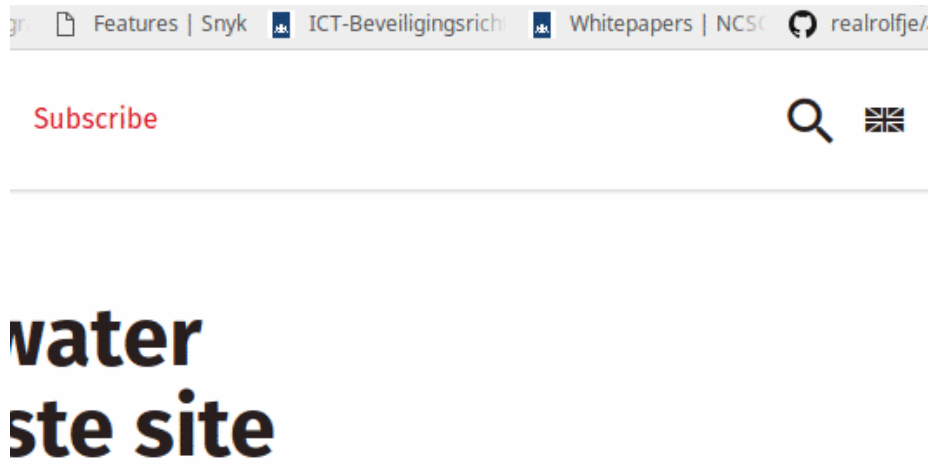 Features | Snyk ICT-Beveiligingsrich Whitepapers | NCSC realrolfje/
Subscribe
water
ste site